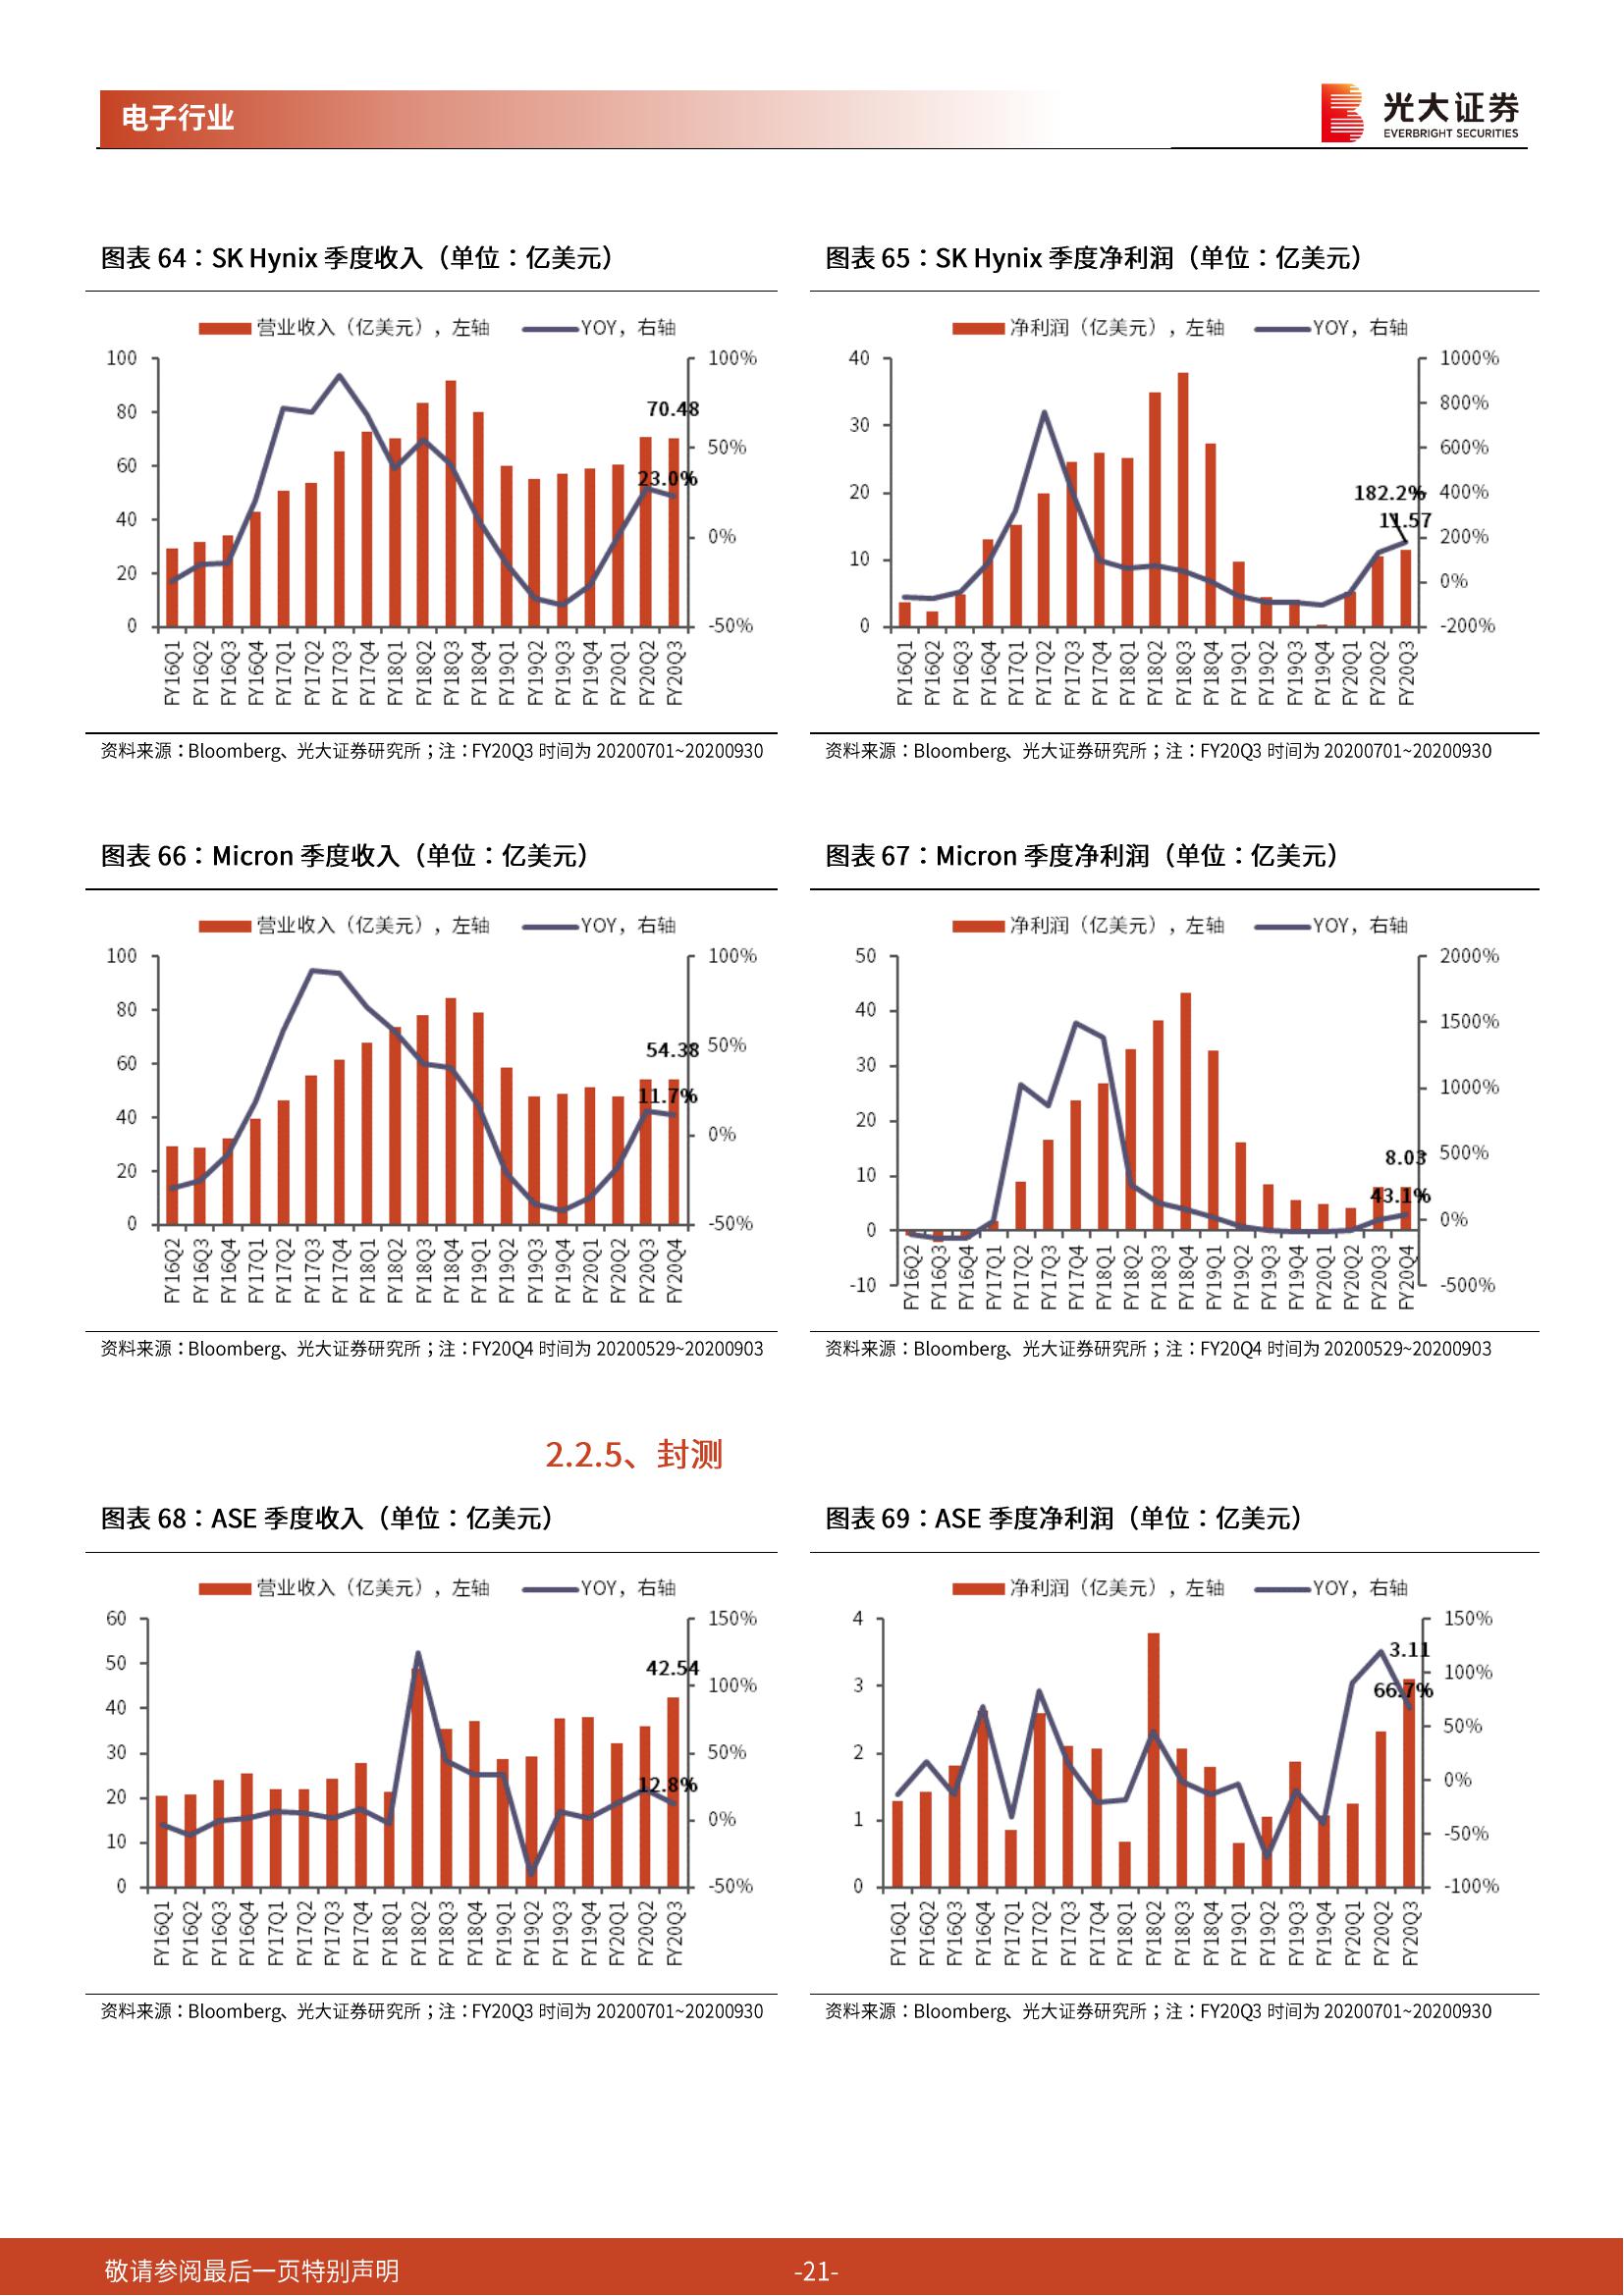 电子行业
光大证券
EVERBRIGHT SECURITIES
图表 64：SK Hynix 季度收入（单位：亿美元）
营业收入（亿美元），左轴 YOY，右轴
100 80 60 40 20 0
100% 50% 0% -50%
70.48
23.0%
FY16Q1 FY16Q2 FY16Q3 FY16Q4 FY17Q1 FY17Q2 FY17Q3 FY17Q4 FY18Q1 FY18Q2 FY18Q3 FY18Q4 FY19Q1 FY19Q2 FY19Q3 FY19Q4 FY20Q1 FY20Q2 FY20Q3
资料来源：Bloomberg、光大证券研究所；注：FY20Q3 时间为 20200701~20200930
图表 65：SK Hynix 季度净利润（单位：亿美元）
净利润（亿美元），左轴 YOY，右轴
40 30 20 10 0
1000% 800% 600% 400% 200% 0% -200%
182.2%
11.57
FY16Q1 FY16Q2 FY16Q3 FY16Q4 FY17Q1 FY17Q2 FY17Q3 FY17Q4 FY18Q1 FY18Q2 FY18Q3 FY18Q4 FY19Q1 FY19Q2 FY19Q3 FY19Q4 FY20Q1 FY20Q2 FY20Q3
资料来源：Bloomberg、光大证券研究所；注：FY20Q3 时间为 20200701~20200930
图表 66：Micron 季度收入（单位：亿美元）
营业收入（亿美元），左轴 YOY，右轴
100 80 60 40 20 0
100% 50% 0% -50%
54.38
11.7%
FY16Q2 FY16Q3 FY16Q4 FY17Q1 FY17Q2 FY17Q3 FY17Q4 FY18Q1 FY18Q2 FY18Q3 FY18Q4 FY19Q1 FY19Q2 FY19Q3 FY19Q4 FY20Q1 FY20Q2 FY20Q3 FY20Q4
资料来源：Bloomberg、光大证券研究所；注：FY20Q4 时间为 20200529~20200903
图表 67：Micron 季度净利润（单位：亿美元）
净利润（亿美元），左轴 YOY，右轴
50 40 30 20 10 0 -10
2000% 1500% 1000% 500% 0% -500%
8.03
43.1%
FY16Q2 FY16Q3 FY16Q4 FY17Q1 FY17Q2 FY17Q3 FY17Q4 FY18Q1 FY18Q2 FY18Q3 FY18Q4 FY19Q1 FY19Q2 FY19Q3 FY19Q4 FY20Q1 FY20Q2 FY20Q3 FY20Q4
资料来源：Bloomberg、光大证券研究所；注：FY20Q4 时间为 20200529~20200903
2.2.5、封测
图表 68：ASE 季度收入（单位：亿美元）
营业收入（亿美元），左轴 YOY，右轴
60 50 40 30 20 10 0
150% 100% 50% 0% -50%
42.54
12.8%
FY16Q1 FY16Q2 FY16Q3 FY16Q4 FY17Q1 FY17Q2 FY17Q3 FY17Q4 FY18Q1 FY18Q2 FY18Q3 FY18Q4 FY19Q1 FY19Q2 FY19Q3 FY19Q4 FY20Q1 FY20Q2 FY20Q3
资料来源：Bloomberg、光大证券研究所；注：FY20Q3 时间为 20200701~20200930
图表 69：ASE 季度净利润（单位：亿美元）
净利润（亿美元），左轴 YOY，右轴
4 3 2 1 0
150% 100% 50% 0% -50% -100%
3.11
66.7%
FY16Q1 FY16Q2 FY16Q3 FY16Q4 FY17Q1 FY17Q2 FY17Q3 FY17Q4 FY18Q1 FY18Q2 FY18Q3 FY18Q4 FY19Q1 FY19Q2 FY19Q3 FY19Q4 FY20Q1 FY20Q2 FY20Q3
资料来源：Bloomberg、光大证券研究所；注：FY20Q3 时间为 20200701~20200930
敬请参阅最后一页特别声明
-21-